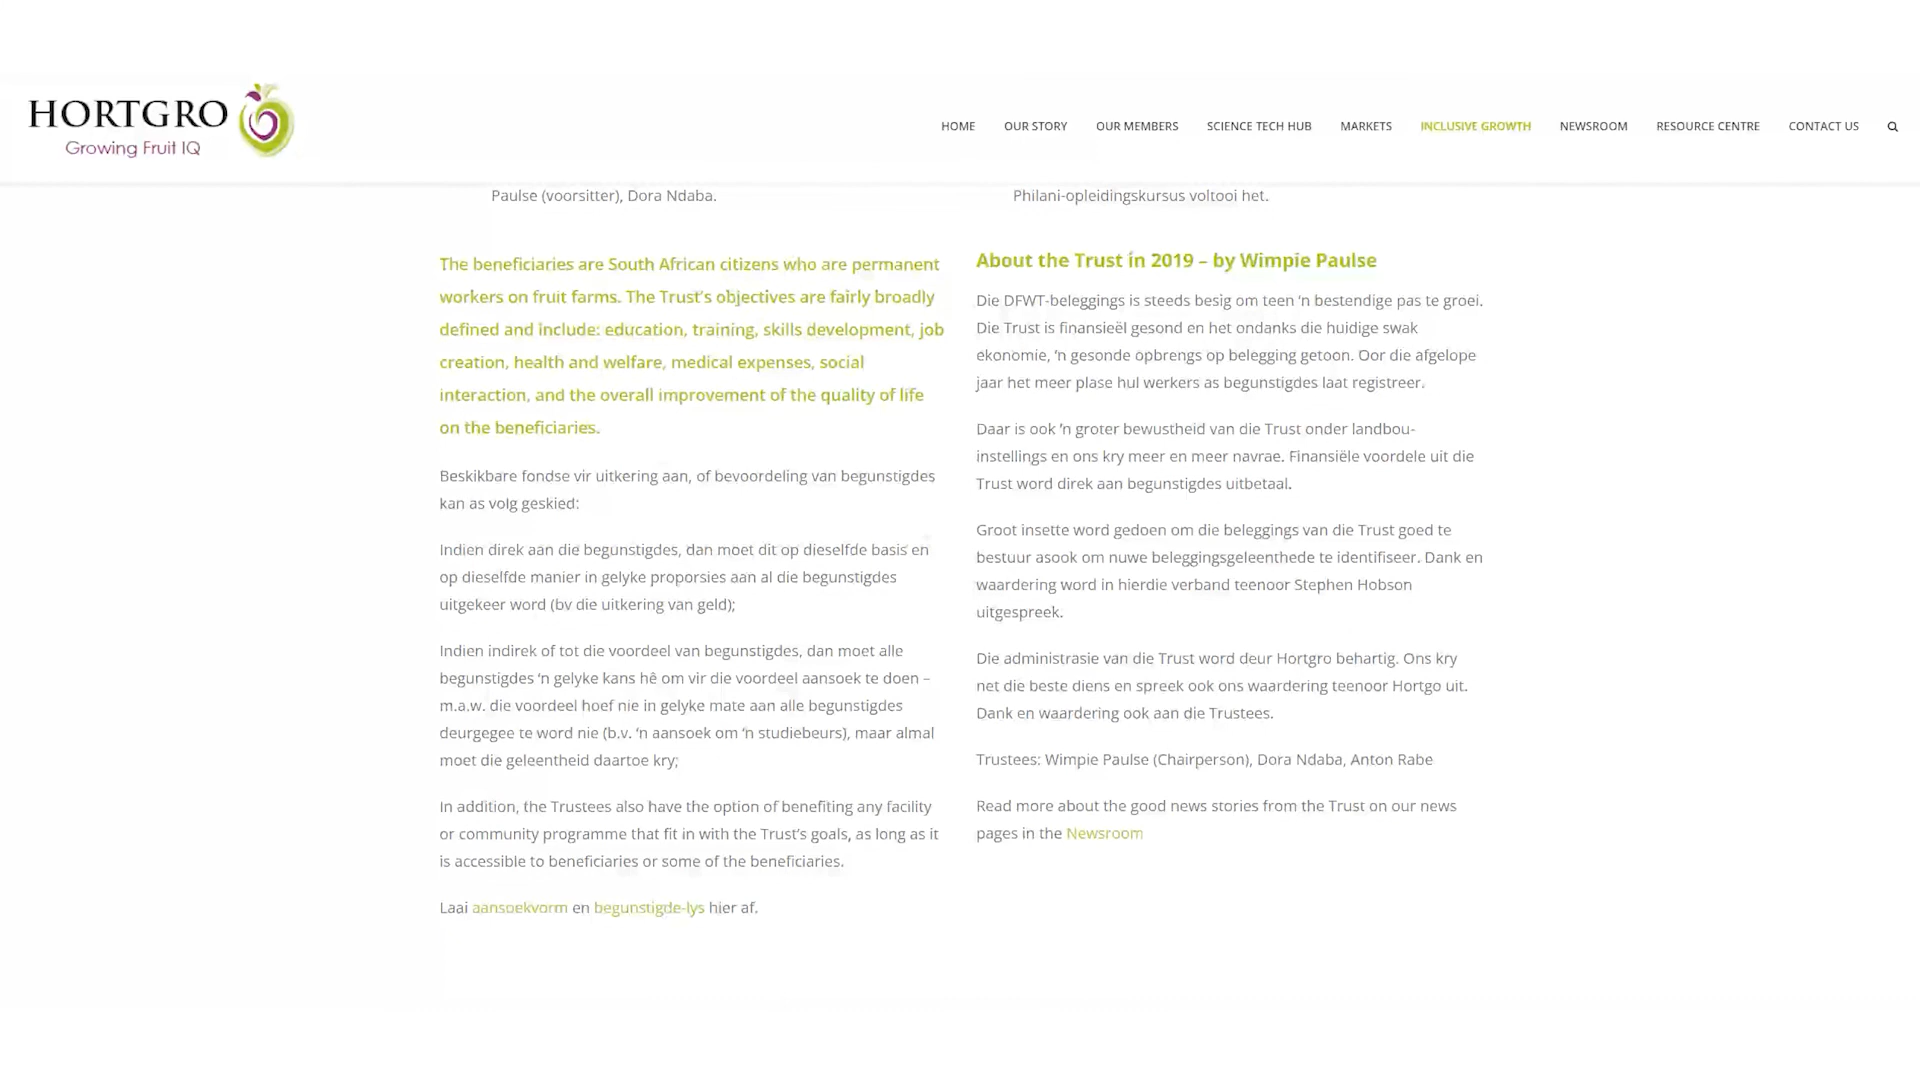 HORTGRO
Growing Fruit IQ
HOME OUR STORY OUR MEMBERS SCIENCE TECH HUB MARKETS INCLUSIVE GROWTH NEWSROOM RESOURCE CENTRE CONTACT US
Paulse (voorsitter), Dora Ndaba.
Philani-opleidingskursus voltooi het.
The beneficiaries are South African citizens who are permanent
workers on fruit farms. The Trust’s objectives are fairly broadly
defined and include: education, training, skills development, job
creation, health and welfare, medical expenses, social
interaction, and the overall improvement of the quality of life
on the beneficiaries.
Beskikbare fondse vir uitkering aan, of bevoordeling van begunstigdes
kan as volg geskied:
Indien direk aan die begunstigdes, dan moet dit op dieselfde basis en
op dieselfde manier in gelyke proporsies aan al die begunstigdes
uitgekeer word (bv die uitkering van geld);
Indien indirek of tot die voordeel van begunstigdes, dan moet alle
begunstigdes ‘n gelyke kans hê om vir die voordeel aansoek te doen –
m.a.w. die voordeel hoef nie in gelyke mate aan alle begunstigdes
deurgegee te word nie (b.v. ‘n aansoek om ‘n studiebeurs), maar almal
moet die geleentheid daartoe kry;
In addition, the Trustees also have the option of benefiting any facility
or community programme that fit in with the Trust’s goals, as long as it
is accessible to beneficiaries or some of the beneficiaries.
Laai aansoekvorm en begunstigde-lys hier af.
About the Trust in 2019 – by Wimpie Paulse
Die DFWT-beleggings is steeds besig om teen ‘n bestendige pas te groei.
Die Trust is finansieël gesond en het ondanks die huidige swak
ekonomie, ‘n gesonde opbrengs op belegging getoon. Oor die afgelope
jaar het meer plase hul werkers as begunstigdes laat registreer.
Daar is ook ’n groter bewustheid van die Trust onder landbou-
instellings en ons kry meer en meer navrae. Finansiële voordele uit die
Trust word direk aan begunstigdes uitbetaal.
Groot insette word gedoen om die beleggings van die Trust goed te
bestuur asook om nuwe beleggingsgeleenthede te identifiseer. Dank en
waardering word in hierdie verband teenoor Stephen Hobson
uitgespreek.
Die administrasie van die Trust word deur Hortgro behartig. Ons kry
net die beste diens en spreek ook ons waardering teenoor Hortgo uit.
Dank en waardering ook aan die Trustees.
Trustees: Wimpie Paulse (Chairperson), Dora Ndaba, Anton Rabe
Read more about the good news stories from the Trust on our news
pages in the Newsroom